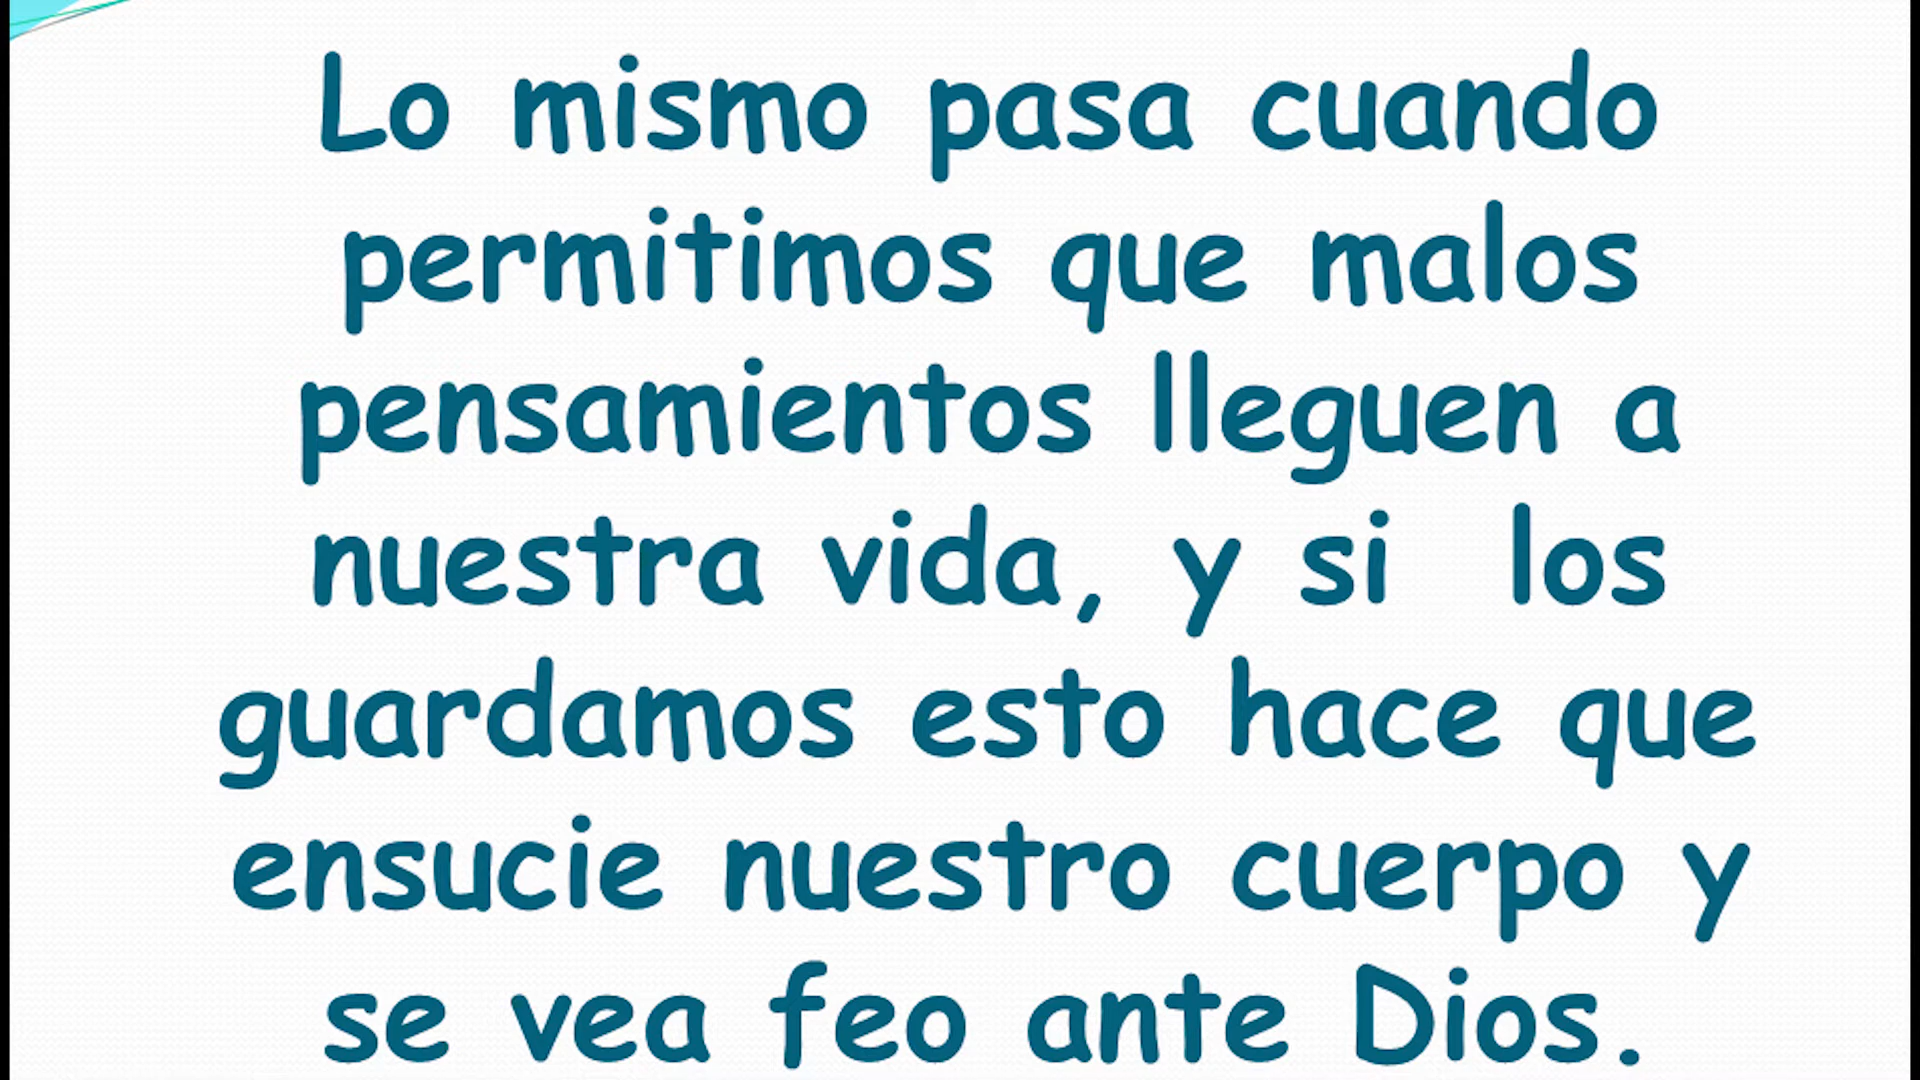 Lo mismo pasa cuando
permitimos que malos
pensamientos lleguen a
nuestra vida, y si los
guardamos esto hace que
ensucie nuestro cuerpo y
se vea feo ante Dios.